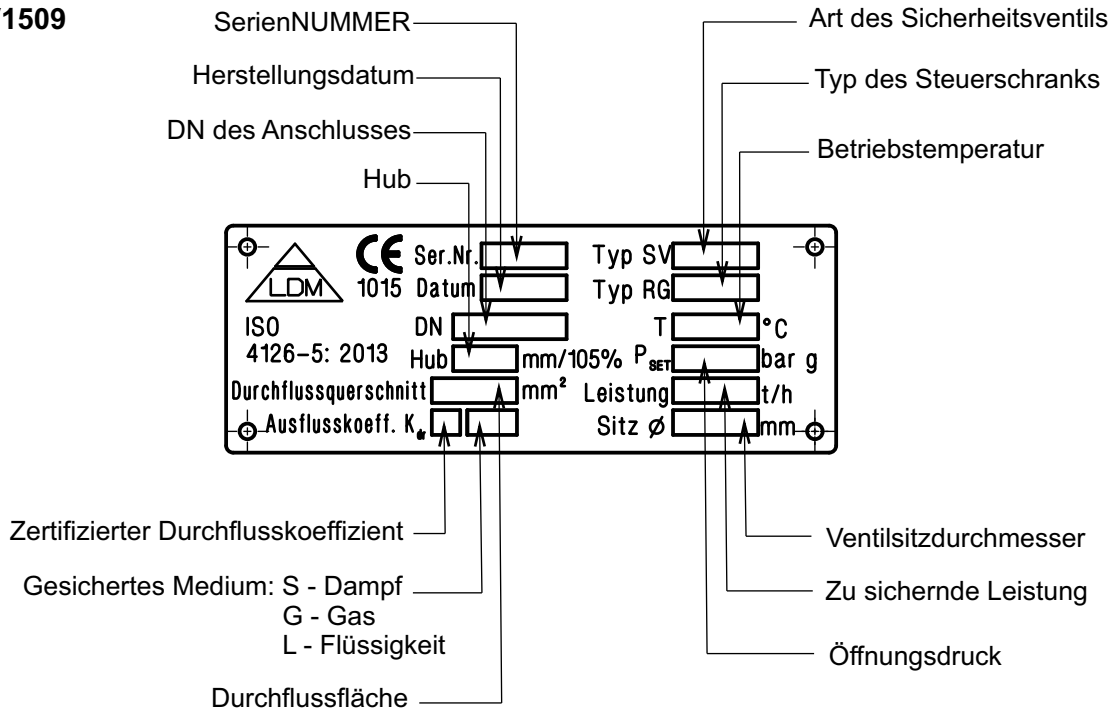 /1509
SerienNUMMER
Herstellungsdatum
DN des Anschlusses
Hub
Art des Sicherheitsventils
Typ des Steuerschranks
Betriebstemperatur
LDM
CE
1015
ISO
4126-5: 2013
Ser.Nr.
Datum
DN
Hub mm/105%
Durchflussquerschnitt mm²
Ausflusskoeff. Kdr
Typ SV
Typ RG
T °C
PSET bar g
Leistung t/h
Sitz Ø mm
Zertifizierter Durchflusskoeffizient
Gesichertes Medium: S - Dampf
G - Gas
L - Flüssigkeit
Durchflussfläche
Ventilsitzdurchmesser
Zu sichernde Leistung
Öffnungsdruck